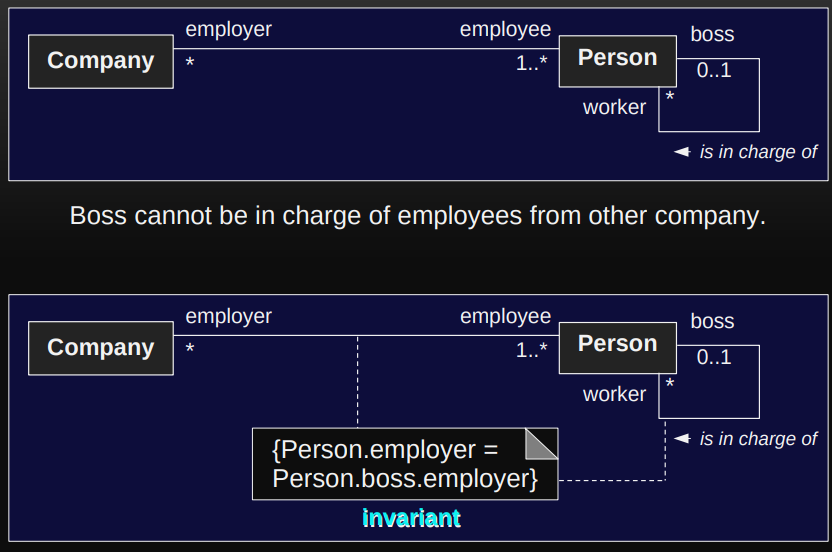 employer
employee
boss
Company
*
1..*
Person
0..1
worker
*
is in charge of
Boss cannot be in charge of employees from other company.
employer
employee
boss
Company
*
1..*
Person
0..1
worker
*
is in charge of
{Person.employer =
Person.boss.employer}
invariant